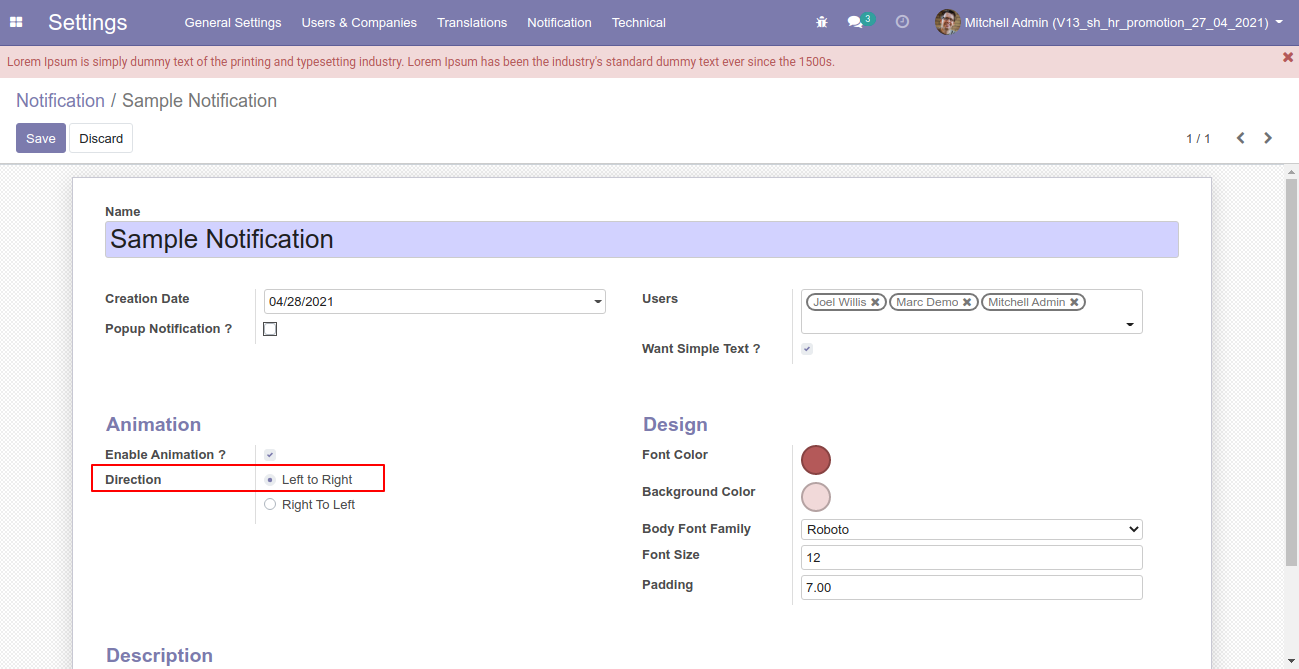 Settings General Settings Users & Companies Translations Notification Technical 3 Mitchell Admin (V13_sh_hr_promotion_27_04_2021)
Lorem Ipsum is simply dummy text of the printing and typesetting industry. Lorem Ipsum has been the industry's standard dummy text ever since the 1500s.
Notification / Sample Notification
Save Discard 1 / 1
Name
Sample Notification
Creation Date 04/28/2021
Popup Notification ?
Users Joel Willis Marc Demo Mitchell Admin
Want Simple Text ?
Animation
Enable Animation ?
Direction Left to Right
Right To Left
Design
Font Color
Background Color
Body Font Family Roboto
Font Size 12
Padding 7.00
Description